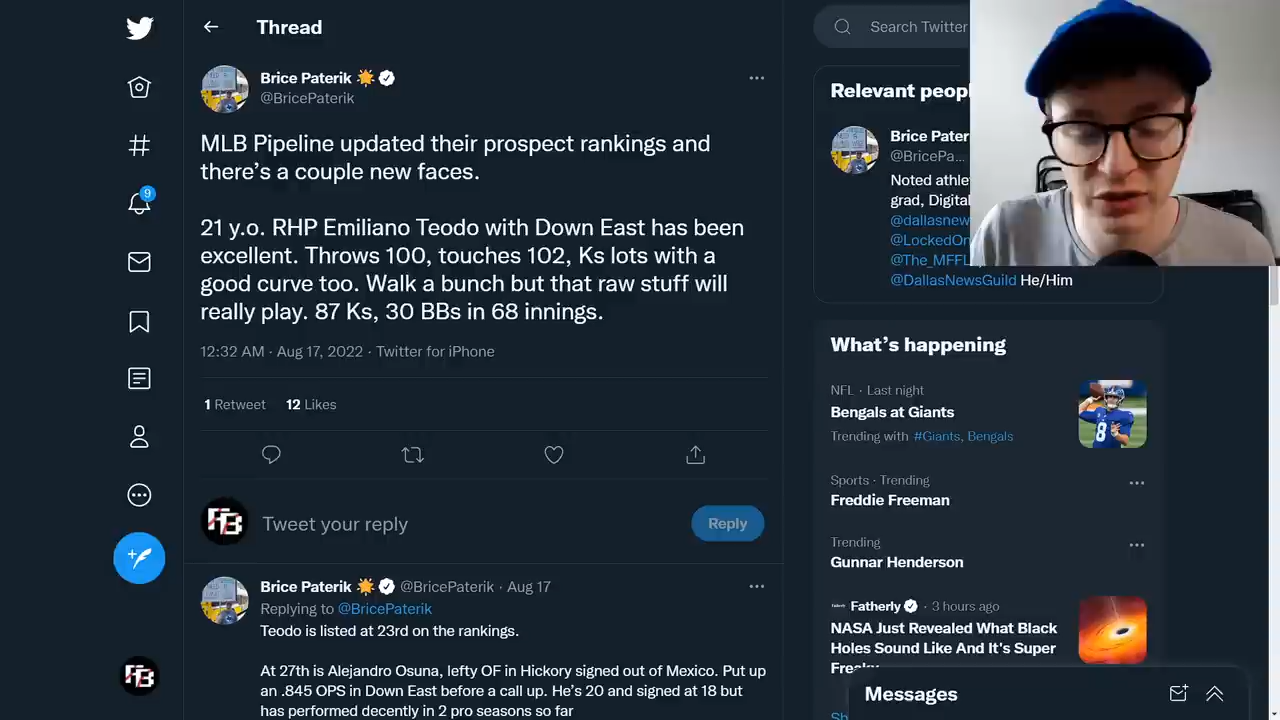 Thread
Search Twitter
Brice Paterik
@BricePaterik
MLB Pipeline updated their prospect rankings and
there's a couple new faces.
21 y.o. RHP Emiliano Teodo with Down East has been
excellent. Throws 100, touches 102, Ks lots with a
good curve too. Walk a bunch but that raw stuff will
really play. 87 Ks, 30 BBs in 68 innings.
12:32 AM · Aug 17, 2022 · Twitter for iPhone
1 Retweet 12 Likes
Tweet your reply
Reply
Brice Paterik @BricePaterik · Aug 17
Replying to @BricePaterik
Teodo is listed at 23rd on the rankings.
At 27th is Alejandro Osuna, lefty OF in Hickory signed out of Mexico. Put up
an .845 OPS in Down East before a call up. He's 20 and signed at 18 but
has performed decently in 2 pro seasons so far
9
Relevant peopl
Brice Pater
@BricePa...
Noted athle
grad, Digital
@dallasnew
@LockedOn
@The_MFFL
@DallasNewsGuild He/Him
What's happening
NFL · Last night
Bengals at Giants
Trending with #Giants, Bengals
8
Sports · Trending
Freddie Freeman
Trending
Gunnar Henderson
Fatherly · 3 hours ago
NASA Just Revealed What Black
Holes Sound Like And It's Super
Freaky
Messages
Sh